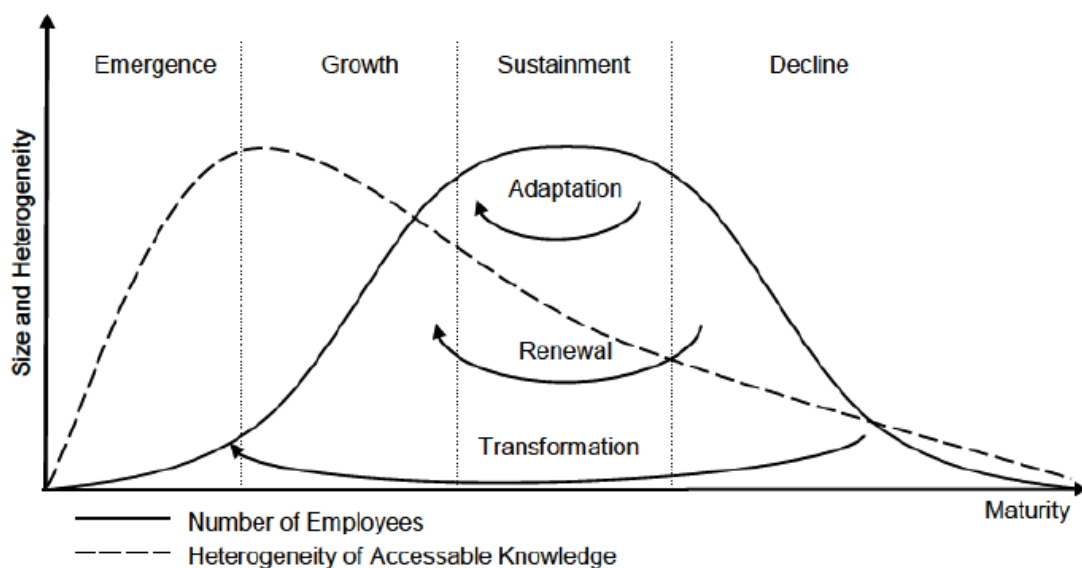 Emergence
Growth
Sustainment
Decline
Size and Heterogeneity
Adaptation
Renewal
Transformation
Maturity
Number of Employees
Heterogeneity of Accessable Knowledge